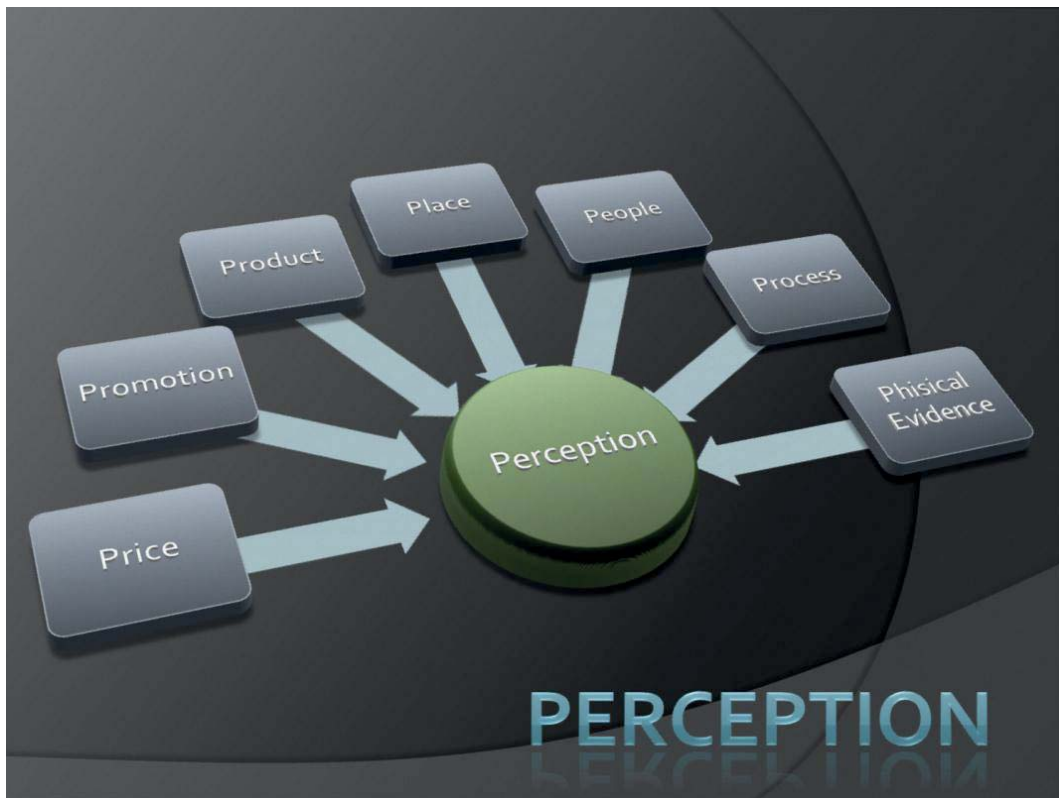 Place
People
Product
Process
Promotion
Phisical
Evidence
Perception
Price
PERCEPTION